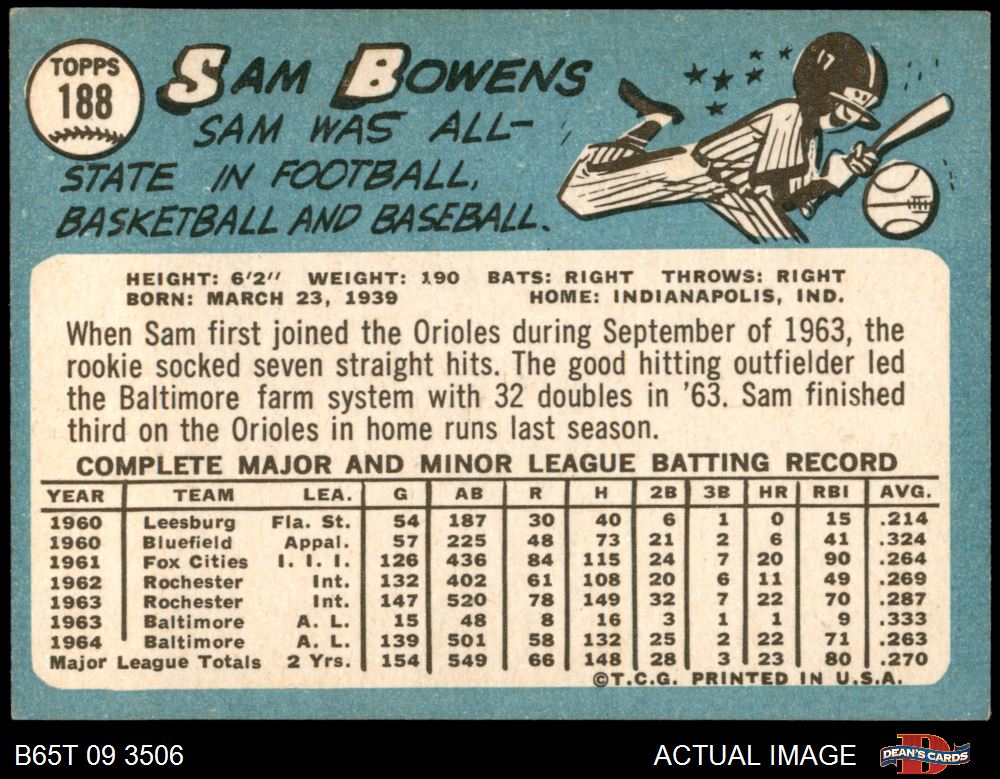 TOPPS
188
SAM BOWENS
SAM WAS ALL-
STATE IN FOOTBALL,
BASKETBALL AND BASEBALL.
17
HEIGHT: 6'2" WEIGHT: 190 BATS: RIGHT THROWS: RIGHT
BORN: MARCH 23, 1939 HOME: INDIANAPOLIS, IND.
When Sam first joined the Orioles during September of 1963, the
rookie socked seven straight hits. The good hitting outfielder led
the Baltimore farm system with 32 doubles in '63. Sam finished
third on the Orioles in home runs last season.
COMPLETE MAJOR AND MINOR LEAGUE BATTING RECORD
YEAR TEAM LEA. G AB R H 2B 3B HR RBI AVG.
1960 Leesburg Fla. St. 54 187 30 40 6 1 0 15 .214
1960 Bluefield Appal. 57 225 48 73 21 2 6 41 .324
1961 Fox Cities I. I. I. 126 436 84 115 24 7 20 90 .264
1962 Rochester Int. 132 402 61 108 20 6 11 49 .269
1963 Rochester Int. 147 520 78 149 32 7 22 70 .287
1963 Baltimore A. L. 15 48 8 16 3 1 1 9 .333
1964 Baltimore A. L. 139 501 58 132 25 2 22 71 .263
Major League Totals 2 Yrs. 154 549 66 148 28 3 23 80 .270
©T.C.G. PRINTED IN U.S.A.
B65T 09 3506 ACTUAL IMAGE DEAN'S CARDS